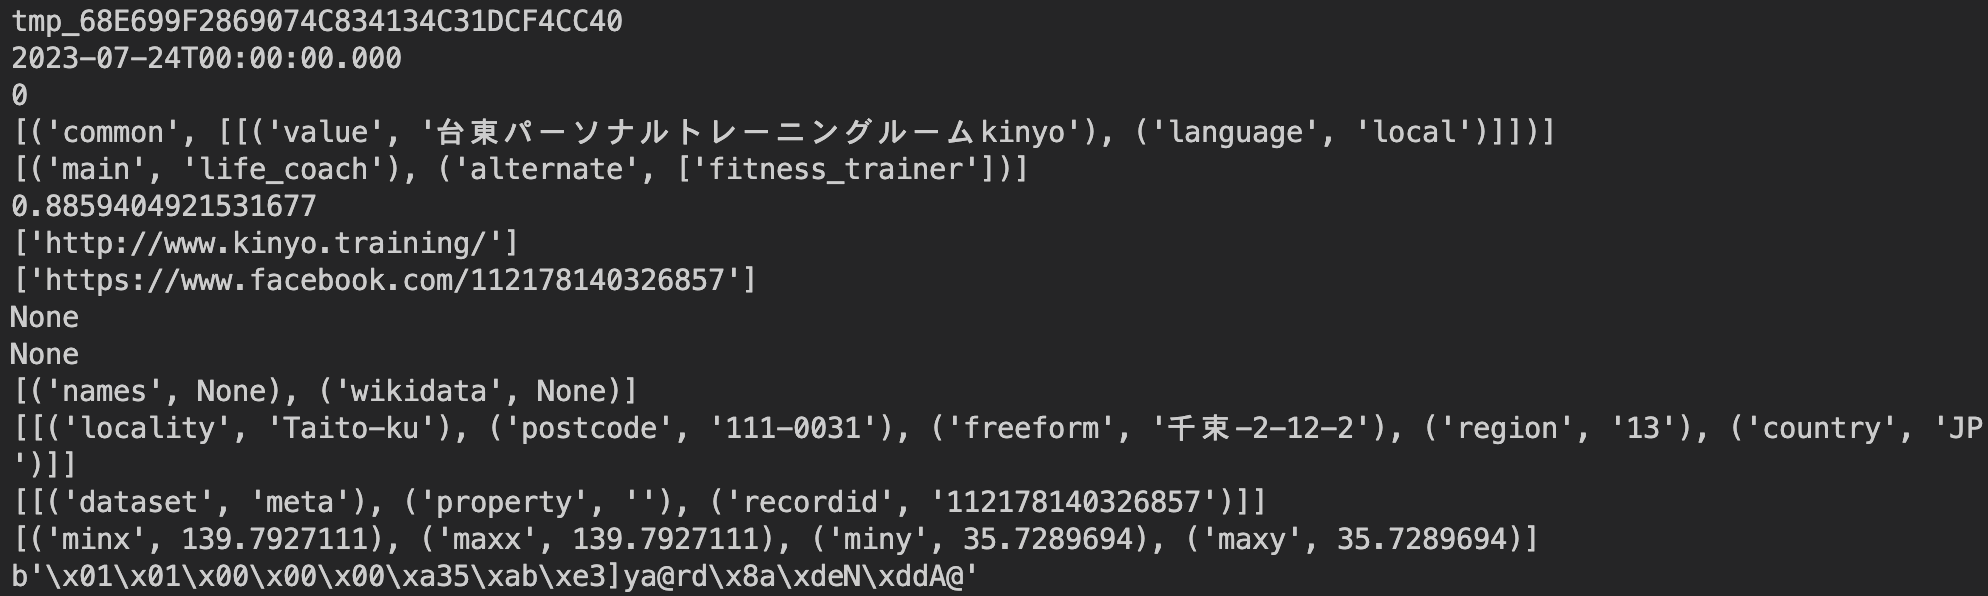 tmp_68E699F2869074C834134C31DCF4CC40
2023-07-24T00:00:00.000
0
[('common', [[('value', '台東パーソナルトレーニングルームkinyo'), ('language', 'local')]])]
[('main', 'life_coach'), ('alternate', ['fitness_trainer'])]
0.8859404921531677
['http://www.kinyo.training/']
['https://www.facebook.com/112178140326857']
None
None
[('names', None), ('wikidata', None)]
[[('locality', 'Taito-ku'), ('postcode', '111-0031'), ('freeform', '千束-2-12-2'), ('region', '13'), ('country', 'JP
')]]
[[('dataset', 'meta'), ('property', ''), ('recordid', '112178140326857')]]
[('minx', 139.7927111), ('maxx', 139.7927111), ('miny', 35.7289694), ('maxy', 35.7289694)]
b'\x01\x01\x00\x00\x00\xa35\xab\xe3]ya@rd\x8a\xdeN\xddA@'